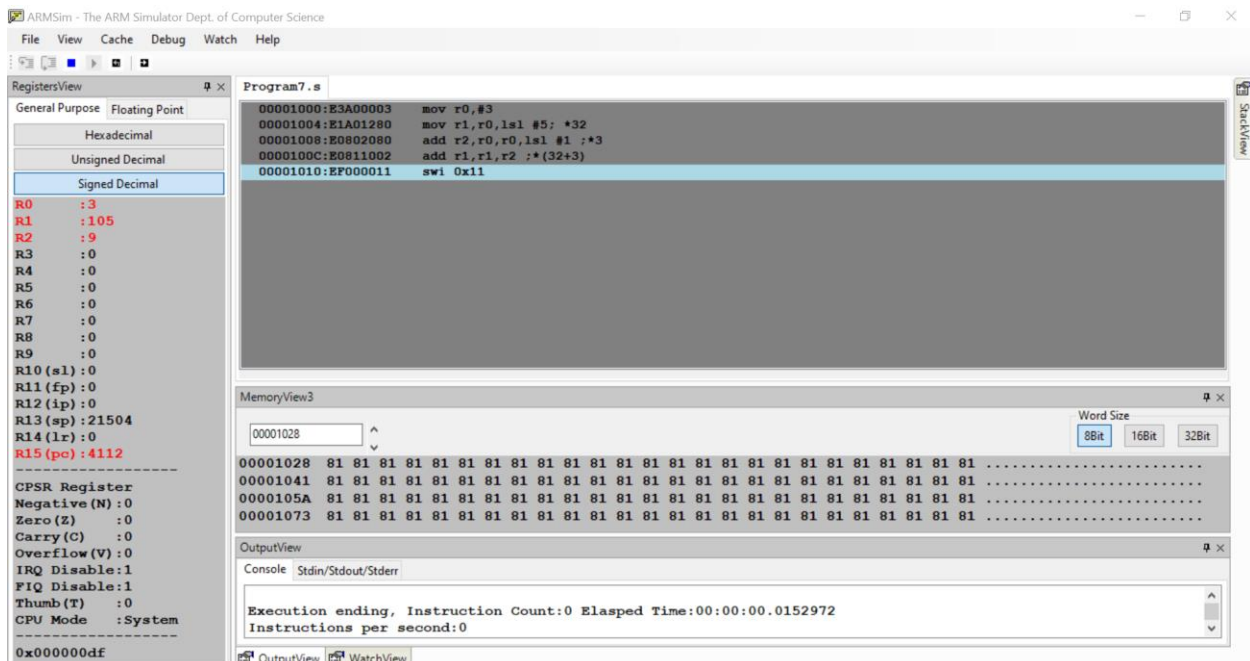 ARMSim - The ARM Simulator Dept. of Computer Science
File View Cache Debug Watch Help
RegistersView
General Purpose Floating Point
Hexadecimal
Unsigned Decimal
Signed Decimal
R0 :3
R1 :105
R2 :9
R3 :0
R4 :0
R5 :0
R6 :0
R7 :0
R8 :0
R9 :0
R10(sl):0
R11(fp):0
R12(ip):0
R13(sp):21504
R14(lr):0
R15(pc):4112
------------------
CPSR Register
Negative(N):0
Zero(Z) :0
Carry(C) :0
Overflow(V):0
IRQ Disable:1
FIQ Disable:1
Thumb(T) :0
CPU Mode :System
------------------
0x000000df
Program7.s
00001000:E3A00003 mov r0,#3
00001004:E1A01280 mov r1,r0,lsl #5; *32
00001008:E0802080 add r2,r0,r0,lsl #1 ;*3
0000100C:E0811002 add r1,r1,r2 ;*(32+3)
00001010:EF000011 swi 0x11
MemoryView3
00001028
Word Size
8Bit 16Bit 32Bit
00001028 81 81 81 81 81 81 81 81 81 81 81 81 81 81 81 81 81 81 81 81 81 81 81 81 81 .........................
00001041 81 81 81 81 81 81 81 81 81 81 81 81 81 81 81 81 81 81 81 81 81 81 81 81 81 .........................
0000105A 81 81 81 81 81 81 81 81 81 81 81 81 81 81 81 81 81 81 81 81 81 81 81 81 81 .........................
00001073 81 81 81 81 81 81 81 81 81 81 81 81 81 81 81 81 81 81 81 81 81 81 81 81 81 .........................
OutputView
Console Stdin/Stdout/Stderr
Execution ending, Instruction Count:0 Elasped Time:00:00:00.0152972
Instructions per second:0
OutputView WatchView
StackView